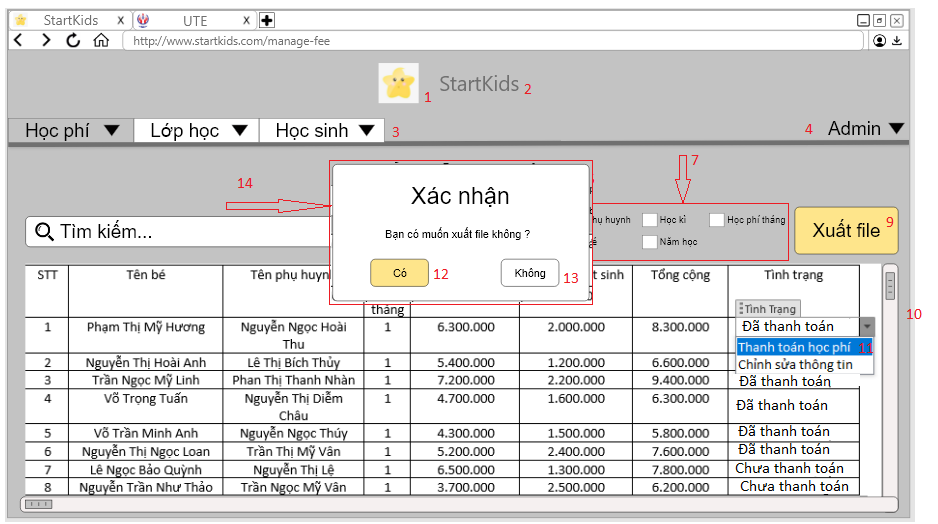 StartKids X UTE X
http://www.startkids.com/manage-fee
StartKids
1 2
Học phí Lớp học Học sinh 3 4 Admin
7
14
Xác nhận
Bạn có muốn xuất file không ?
Có 12 Không 13
Tìm kiếm...
huynh Học kì Học phí tháng
Năm học
Xuất file 9
10
STT Tên bé Tên phụ huynh sinh Tổng cộng Tình trạng
tháng
Tình Trạng
1 Phạm Thị Mỹ Hương Nguyễn Ngọc Hoài Thu 1 6.300.000 2.000.000 8.300.000 Đã thanh toán
Thanh toán học phí 11
Chỉnh sửa thông tin
2 Nguyễn Thị Hoài Anh Lê Thị Bích Thủy 1 5.400.000 1.200.000 6.600.000
3 Trần Ngọc Mỹ Linh Phan Thị Thanh Nhàn 1 7.200.000 2.200.000 9.400.000 Đã thanh toán
4 Võ Trọng Tuấn Nguyễn Thị Diễm Châu 1 4.700.000 1.600.000 6.300.000 Đã thanh toán
5 Võ Trần Minh Anh Nguyễn Ngọc Thúy 1 4.300.000 1.500.000 5.800.000 Đã thanh toán
6 Nguyễn Thị Ngọc Loan Trần Thị Mỹ Vân 1 5.200.000 2.400.000 7.600.000 Đã thanh toán
7 Lê Ngọc Bảo Quỳnh Nguyễn Thị Lệ 1 6.500.000 1.300.000 7.800.000 Chưa thanh toán
8 Nguyễn Trần Như Thảo Trần Ngọc Mỹ Vân 1 3.700.000 2.500.000 6.200.000 Chưa thanh toán